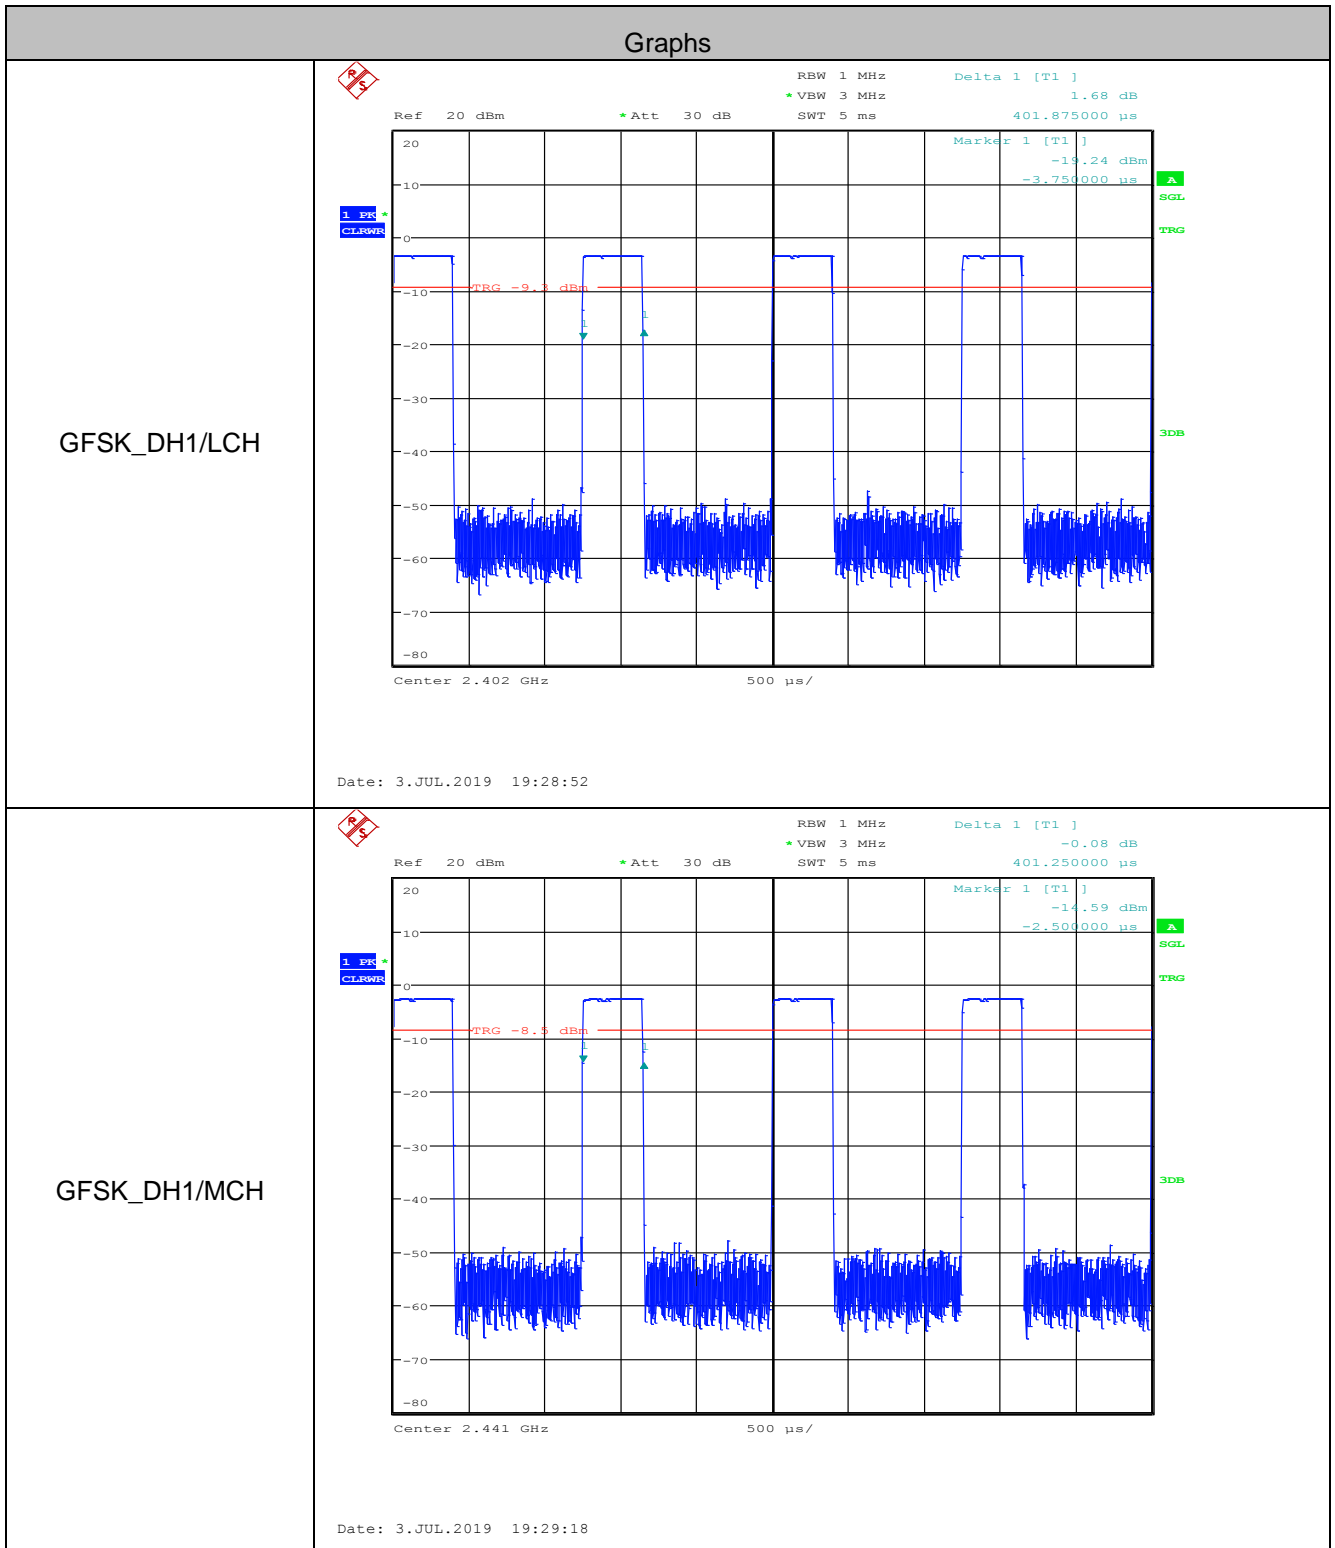 Graphs
GFSK_DH1/LCH
R S
RBW 1 MHz Delta 1 [T1 ]
*VBW 3 MHz 1.68 dB
Ref 20 dBm *Att 30 dB SWT 5 ms 401.875000 µs
20 Marker 1 [T1 ]
-19.24 dBm
10 -3.750000 µs A
SGL
1 PK *
CLRWR TRG
0
TRG -9.3 dBm
-10
1 1
-20
-30
3DB
-40
-50
-60
-70
-80
Center 2.402 GHz 500 µs/
Date: 3.JUL.2019 19:28:52
GFSK_DH1/MCH
R S
RBW 1 MHz Delta 1 [T1 ]
*VBW 3 MHz -0.08 dB
Ref 20 dBm *Att 30 dB SWT 5 ms 401.250000 µs
20 Marker 1 [T1 ]
-14.59 dBm
10 -2.500000 µs A
SGL
1 PK *
CLRWR TRG
0
TRG -8.5 dBm
-10
1 1
-20
-30
3DB
-40
-50
-60
-70
-80
Center 2.441 GHz 500 µs/
Date: 3.JUL.2019 19:29:18